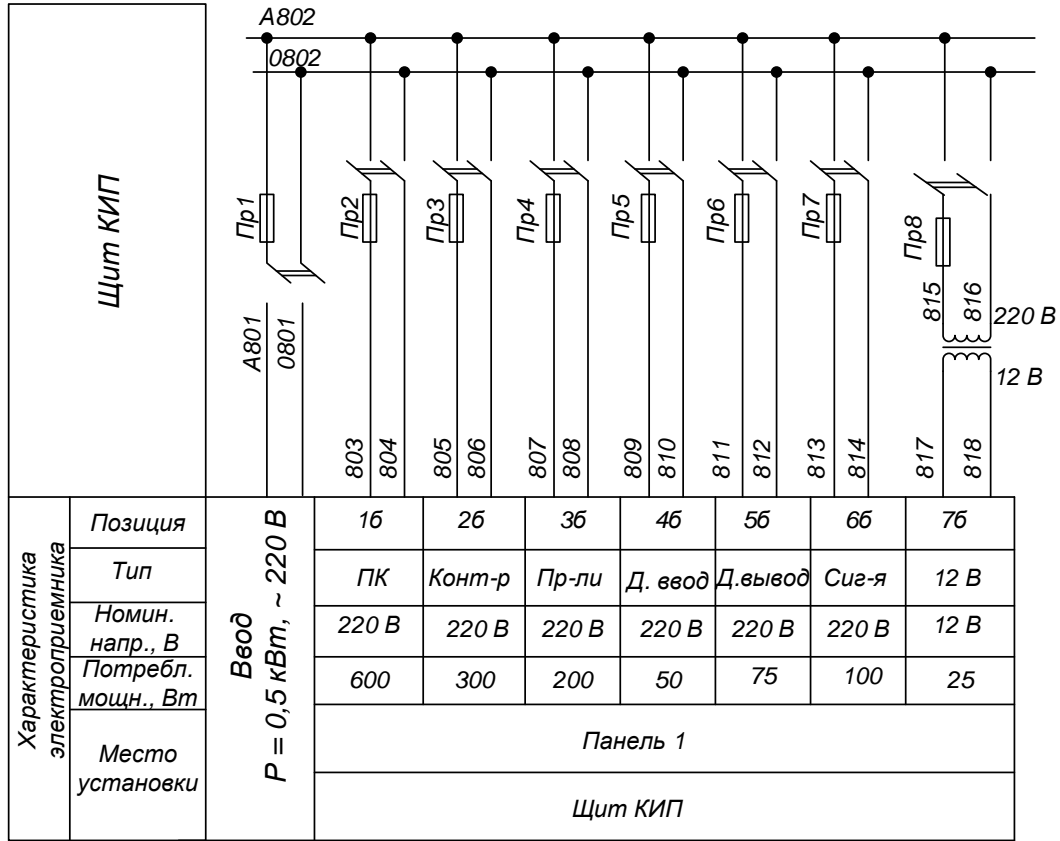 А802
0802
Щит КИП
Пр1
Пр2
Пр3
Пр4
Пр5
Пр6
Пр7
Пр8
А801
0801
815
816
220 В
12 В
803
804
805
806
807
808
809
810
811
812
813
814
817
818
Характеристика
электроприемника
Позиция
Ввод
Р = 0,5 кВт, ~ 220 В
1б
2б
3б
4б
5б
6б
7б
Тип
ПК
Конт-р
Пр-ли
Д. ввод
Д.вывод
Сиг-я
12 В
Номин.
напр., В
220 В
220 В
220 В
220 В
220 В
220 В
12 В
Потребл.
мощн., Вт
600
300
200
50
75
100
25
Место
установки
Панель 1
Щит КИП